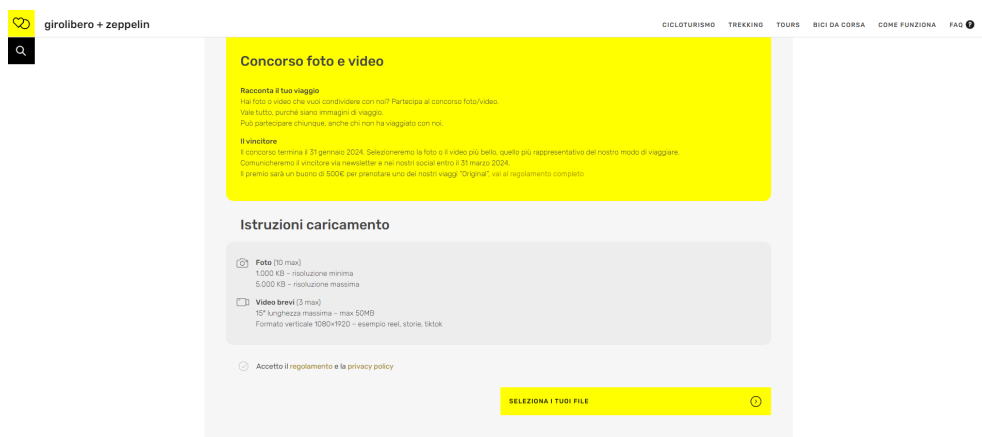 girolibero + zeppelin
CICLOTURISMO TREKKING TOURS BICI DA CORSA COME FUNZIONA FAQ ?
Concorso foto e video
Racconta il tuo viaggio
Hai foto o video che vuoi condividere con noi? Partecipa al concorso foto/video.
Vale tutto, purché siano immagini di viaggio.
Può partecipare chiunque, anche chi non ha viaggiato con noi.
Il vincitore
Il concorso termina il 31 gennaio 2024. Selezioneremo la foto o il video più bello, quello più rappresentativo del nostro modo di viaggiare.
Comunicheremo il vincitore via newsletter e nei nostri social entro il 31 marzo 2024.
Il premio sarà un buono di 500€ per prenotare uno dei nostri viaggi "Original", vai al regolamento completo
Istruzioni caricamento
Foto (10 max)
1.000 KB – risoluzione minima
5.000 KB – risoluzione massima
Video brevi (3 max)
15" lunghezza massima – max 50MB
Formato verticale 1080×1920 – esempio reel, storie, tiktok
Accetto il regolamento e la privacy policy
SELEZIONA I TUOI FILE